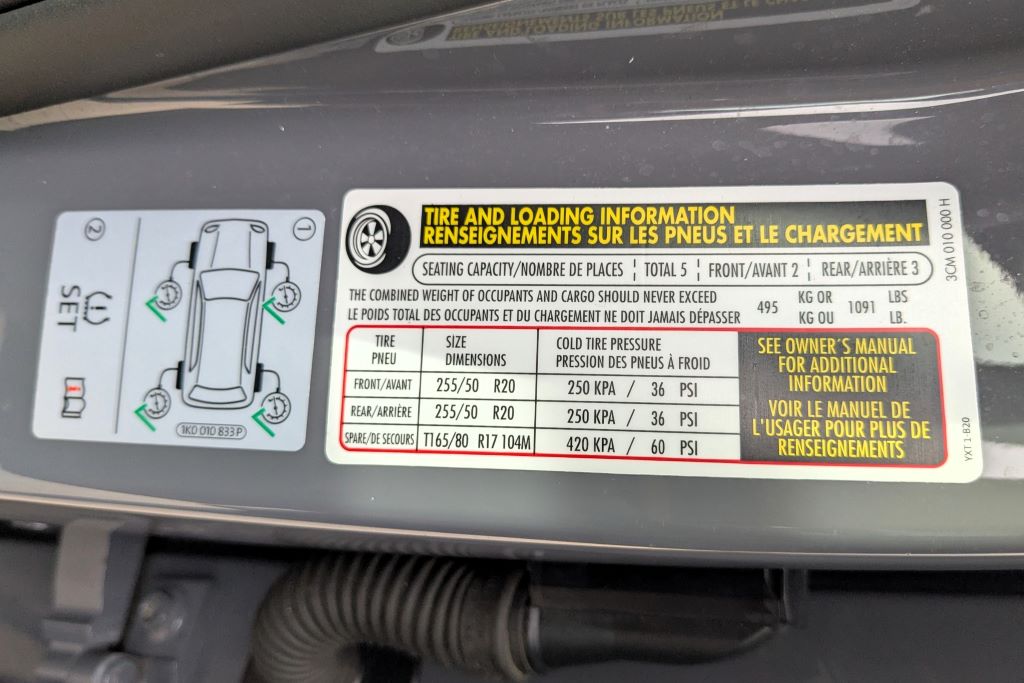 TIRE AND LOADING INFORMATION
RENSEIGNEMENTS SUR LES PNEUS ET LE CHARGEMENT
SEATING CAPACITY/NOMBRE DE PLACES ¦ TOTAL 5 ¦ FRONT/AVANT 2 ¦ REAR/ARRIÈRE 3
THE COMBINED WEIGHT OF OCCUPANTS AND CARGO SHOULD NEVER EXCEED
LE POIDS TOTAL DES OCCUPANTS ET DU CHARGEMENT NE DOIT JAMAIS DÉPASSER
495 KG OR 1091 LBS
KG OU LB.
TIRE SIZE COLD TIRE PRESSURE
PNEU DIMENSIONS PRESSION DES PNEUS À FROID
FRONT/AVANT 255/50 R20 250 KPA / 36 PSI
REAR/ARRIÈRE 255/50 R20 250 KPA / 36 PSI
SPARE/DE SECOURS T165/80 R17 104M 420 KPA / 60 PSI
SEE OWNER´S MANUAL
FOR ADDITIONAL
INFORMATION
VOIR LE MANUEL DE
L'USAGER POUR PLUS DE
RENSEIGNEMENTS
3CM 010 000 H
YXT 1-B20
1
2
SET
1K0 010 833 P